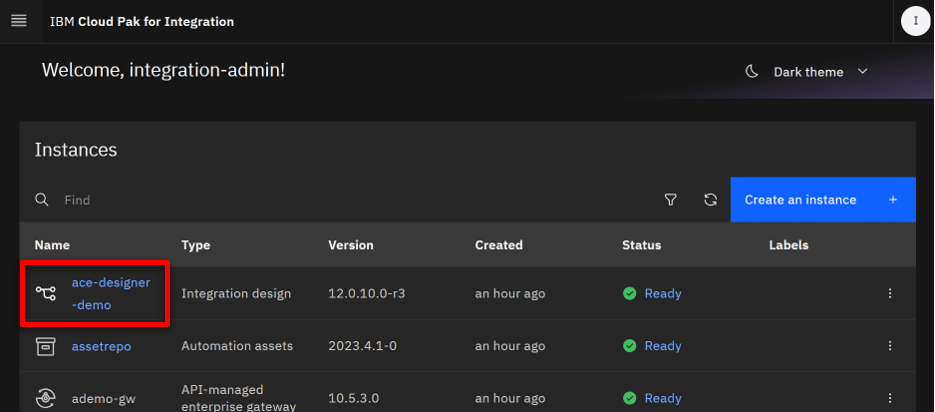 IBM Cloud Pak for Integration
I
Welcome, integration-admin!
Dark theme
Instances
Find
Create an instance +
Name Type Version Created Status Labels
ace-designer
-demo
Integration design 12.0.10.0-r3 an hour ago Ready
assetrepo Automation assets 2023.4.1-0 an hour ago Ready
ademo-gw
API-managed
enterprise gateway
10.5.3.0 an hour ago Ready